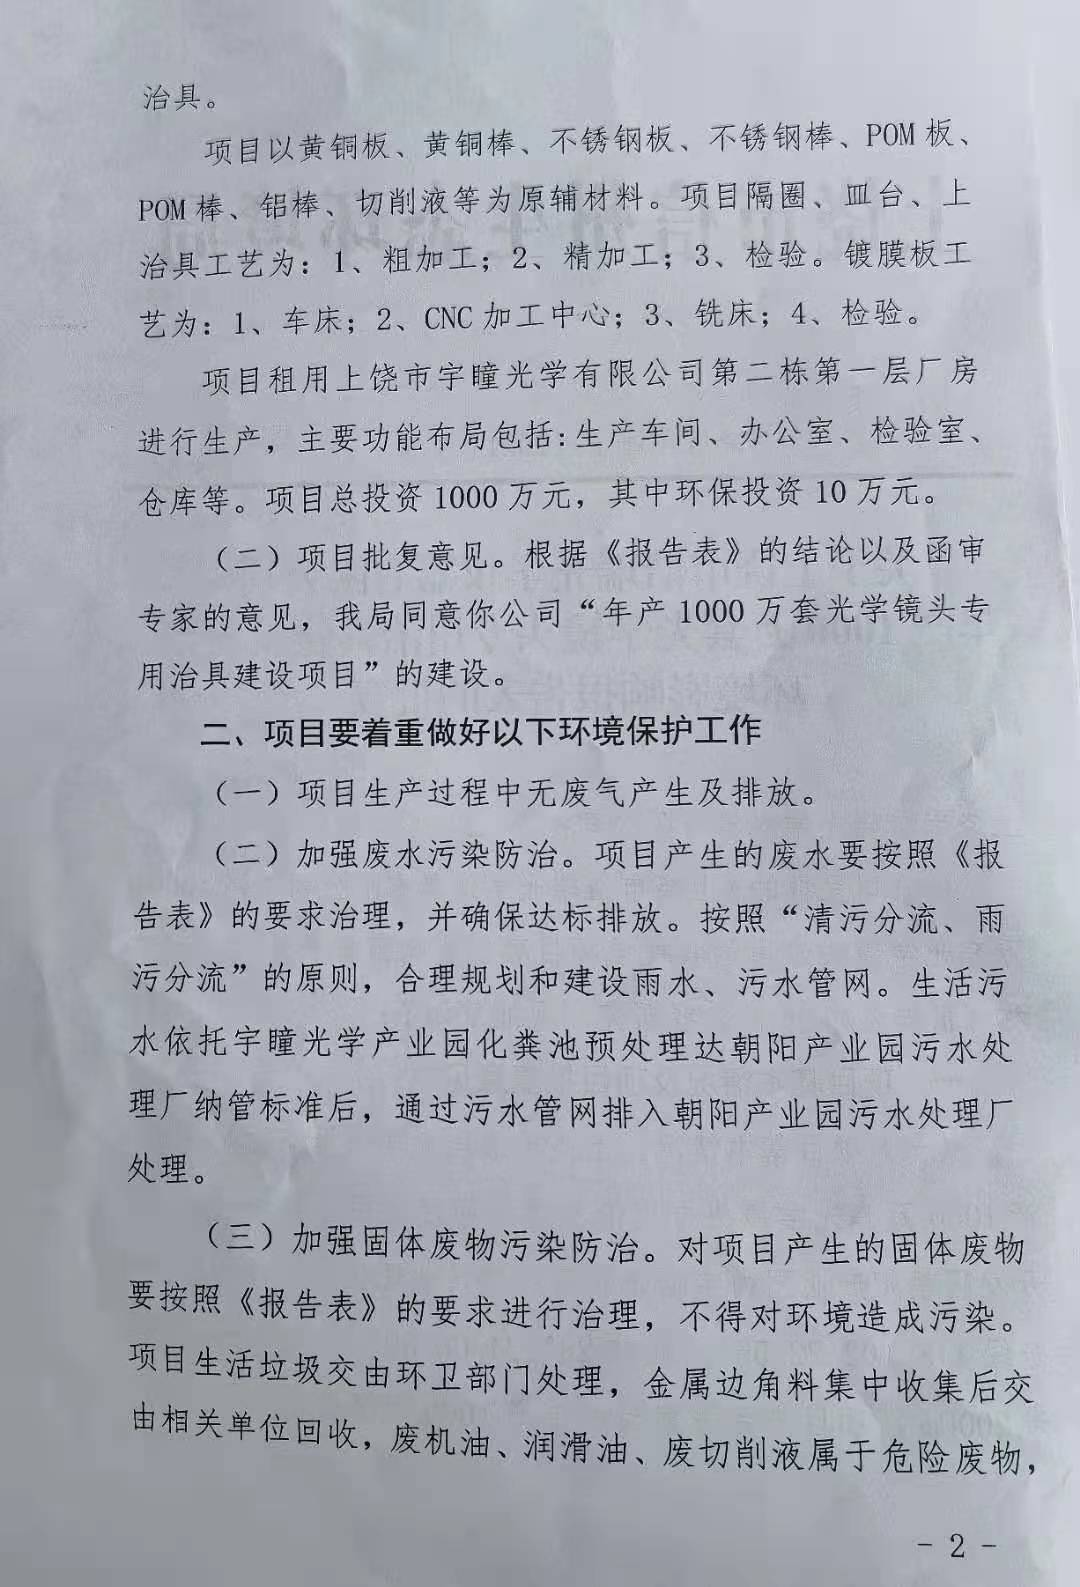 治具。
项目以黄铜板、黄铜棒、不锈钢板、不锈钢棒、POM 板、
POM 棒、铝棒、切削液等为原辅材料。项目隔圈、皿台、上
治具工艺为：1、粗加工；2、精加工；3、检验。镀膜板工
艺为：1、车床；2、CNC 加工中心；3、铣床；4、检验。
项目租用上饶市宇瞳光学有限公司第二栋第一层厂房
进行生产，主要功能布局包括:生产车间、办公室、检验室、
仓库等。项目总投资 1000 万元，其中环保投资 10 万元。
（二）项目批复意见。根据《报告表》的结论以及函审
专家的意见，我局同意你公司“年产 1000 万套光学镜头专
用治具建设项目”的建设。
二、项目要着重做好以下环境保护工作
（一）项目生产过程中无废气产生及排放。
（二）加强废水污染防治。项目产生的废水要按照《报
告表》的要求治理，并确保达标排放。按照“清污分流、雨
污分流”的原则，合理规划和建设雨水、污水管网。生活污
水依托宇瞳光学产业园化粪池预处理达朝阳产业园污水处
理厂纳管标准后，通过污水管网排入朝阳产业园污水处理厂
处理。
（三）加强固体废物污染防治。对项目产生的固体废物
要按照《报告表》的要求进行治理，不得对环境造成污染。
项目生活垃圾交由环卫部门处理，金属边角料集中收集后交
由相关单位回收，废机油、润滑油、废切削液属于危险废物，
- 2 -